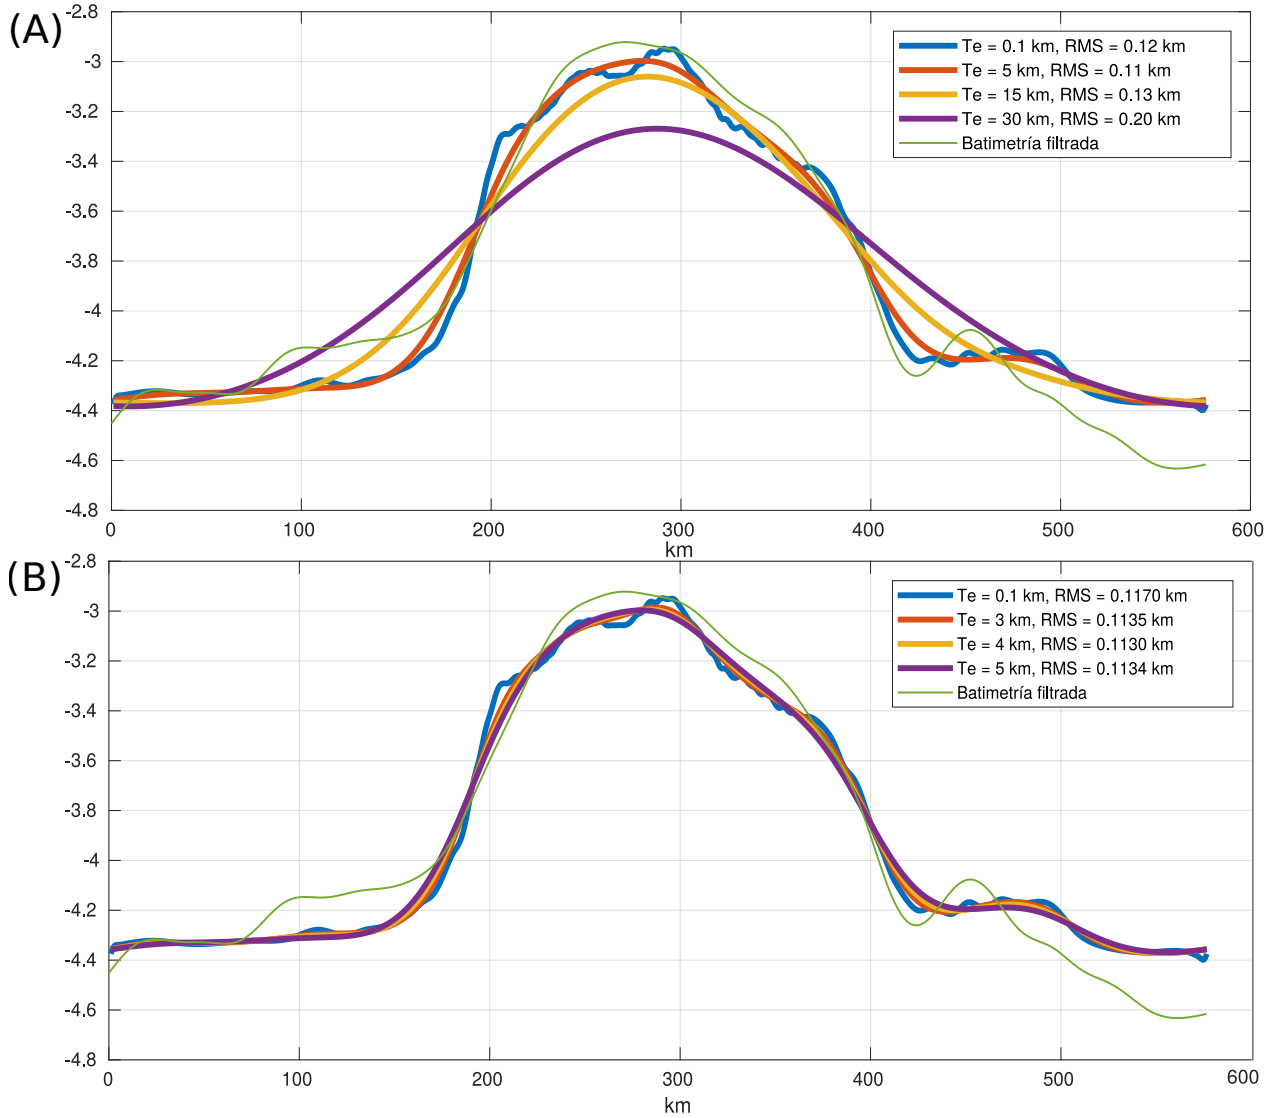 (A)
-2.8
-3
-3.2
-3.4
-3.6
-3.8
-4
-4.2
-4.4
-4.6
-4.8
Te = 0.1 km, RMS = 0.12 km
Te = 5 km, RMS = 0.11 km
Te = 15 km, RMS = 0.13 km
Te = 30 km, RMS = 0.20 km
Batimetría filtrada
0 100 200 300 400 500 600
km
(B)
-2.8
-3
-3.2
-3.4
-3.6
-3.8
-4
-4.2
-4.4
-4.6
-4.8
Te = 0.1 km, RMS = 0.1170 km
Te = 3 km, RMS = 0.1135 km
Te = 4 km, RMS = 0.1130 km
Te = 5 km, RMS = 0.1134 km
Batimetría filtrada
0 100 200 300 400 500 600
km